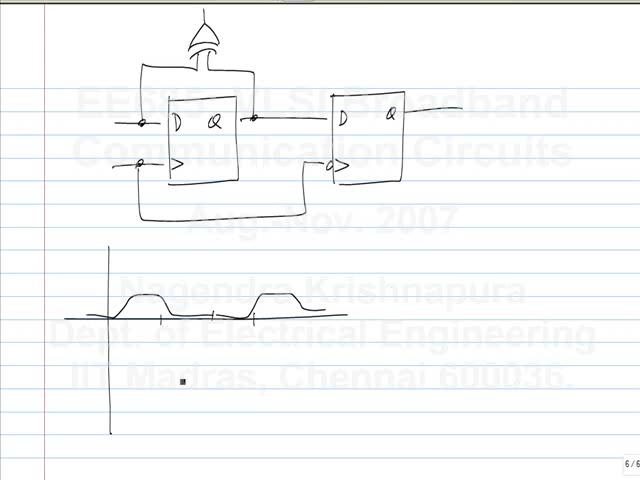 D Q
D Q
EE685: VLSI Broadband
Communication Circuits
Aug.-Nov. 2007
Nagendra Krishnapura
Dept. of Electrical Engineering
IIT Madras, Chennai 600036.
6 / 6